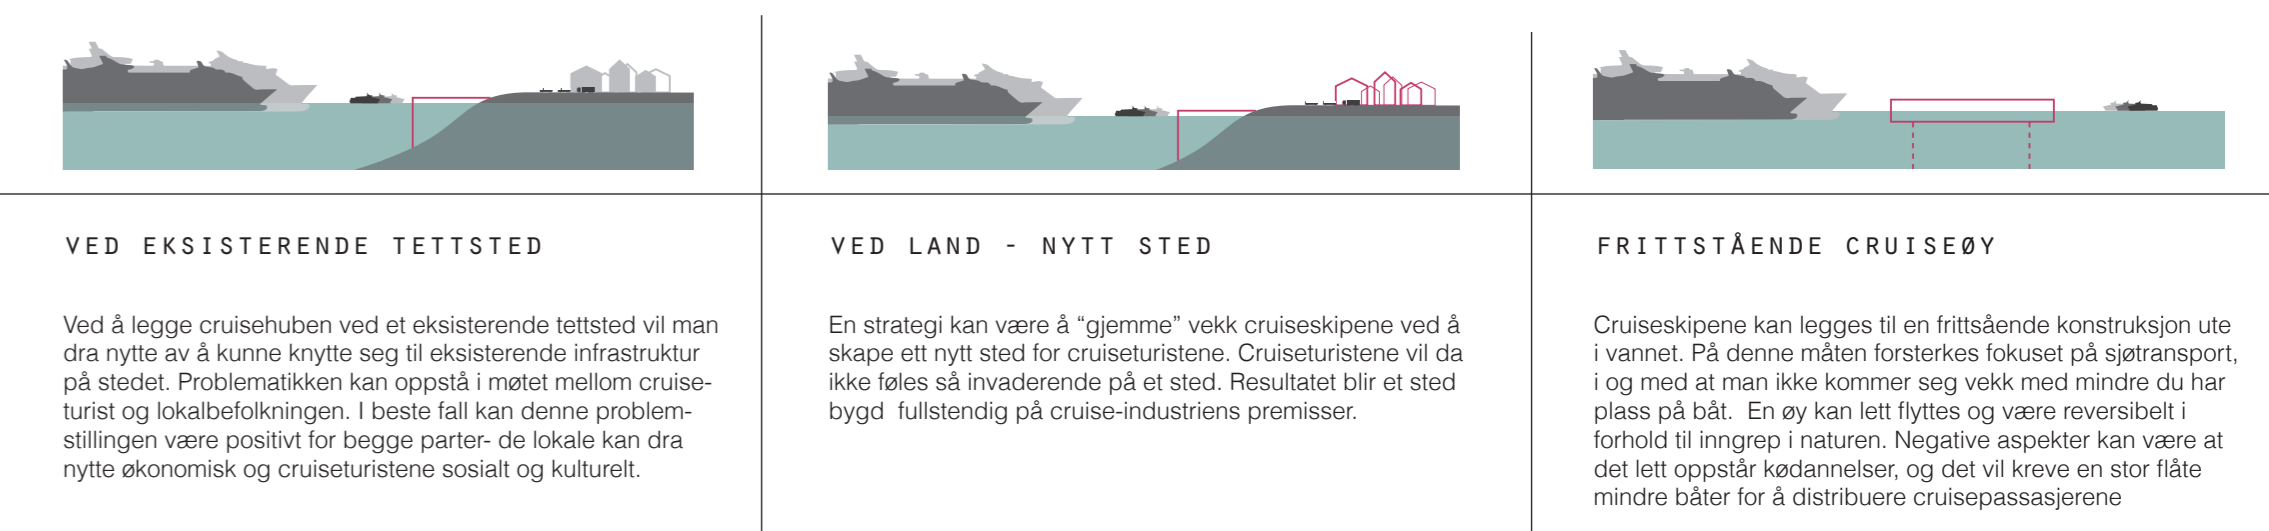 VED EKSISTERENDE TETTSTED
Ved å legge cruisehuben ved et eksisterende tettsted vil man
dra nytte av å kunne knytte seg til eksisterende infrastruktur
på stedet. Problematikken kan oppstå i møtet mellom cruise-
turist og lokalbefolkningen. I beste fall kan denne problem-
stillingen være positivt for begge parter- de lokale kan dra
nytte økonomisk og cruiseturistene sosialt og kulturelt.
VED LAND - NYTT STED
En strategi kan være å “gjemme” vekk cruiseskipene ved å
skape ett nytt sted for cruiseturistene. Cruiseturistene vil da
ikke føles så invaderende på et sted. Resultatet blir et sted
bygd  fullstendig på cruise-industriens premisser.
FRITTSTÅENDE CRUISEØY
Cruiseskipene kan legges til en frittsående konstruksjon ute
i vannet. På denne måten forsterkes fokuset på sjøtransport,
i og med at man ikke kommer seg vekk med mindre du har
plass på båt.  En øy kan lett flyttes og være reversibelt i
forhold til inngrep i naturen. Negative aspekter kan være at
det lett oppstår kødannelser, og det vil kreve en stor flåte
mindre båter for å distribuere cruisepassasjerene